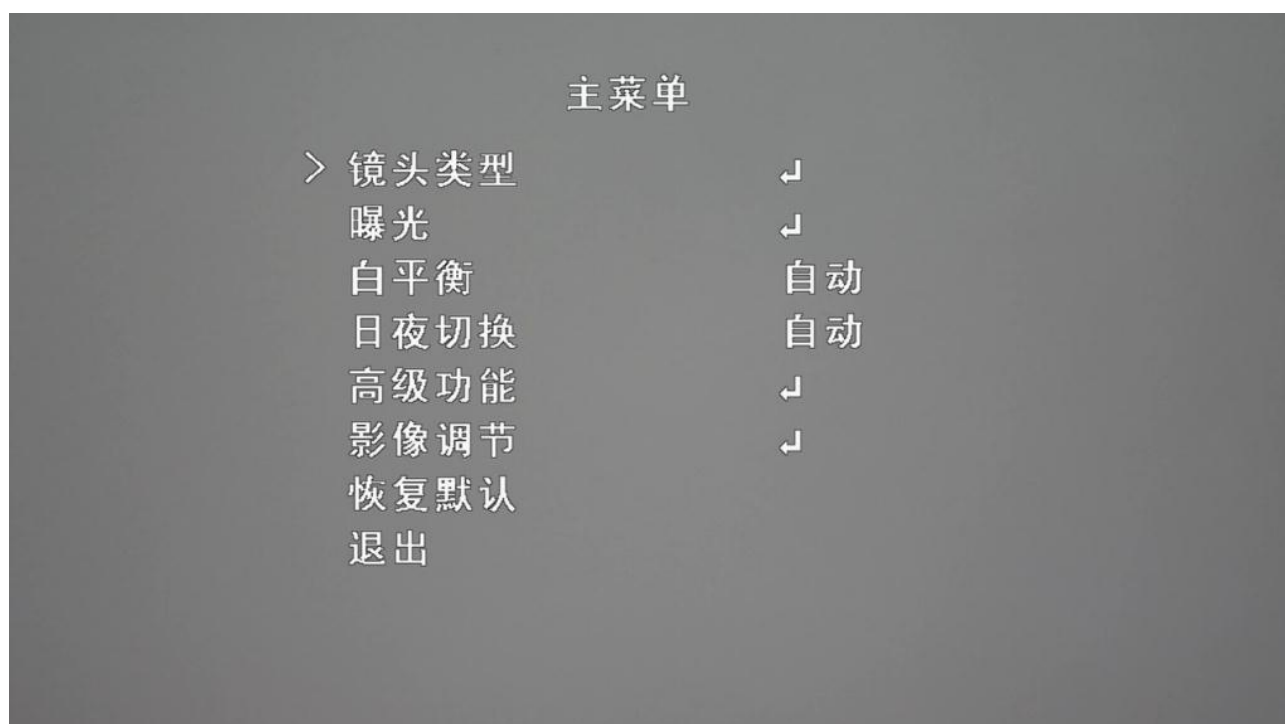 主菜单
> 镜头类型 ↵
曝光 ↵
白平衡 自动
日夜切换 自动
高级功能 ↵
影像调节 ↵
恢复默认
退出